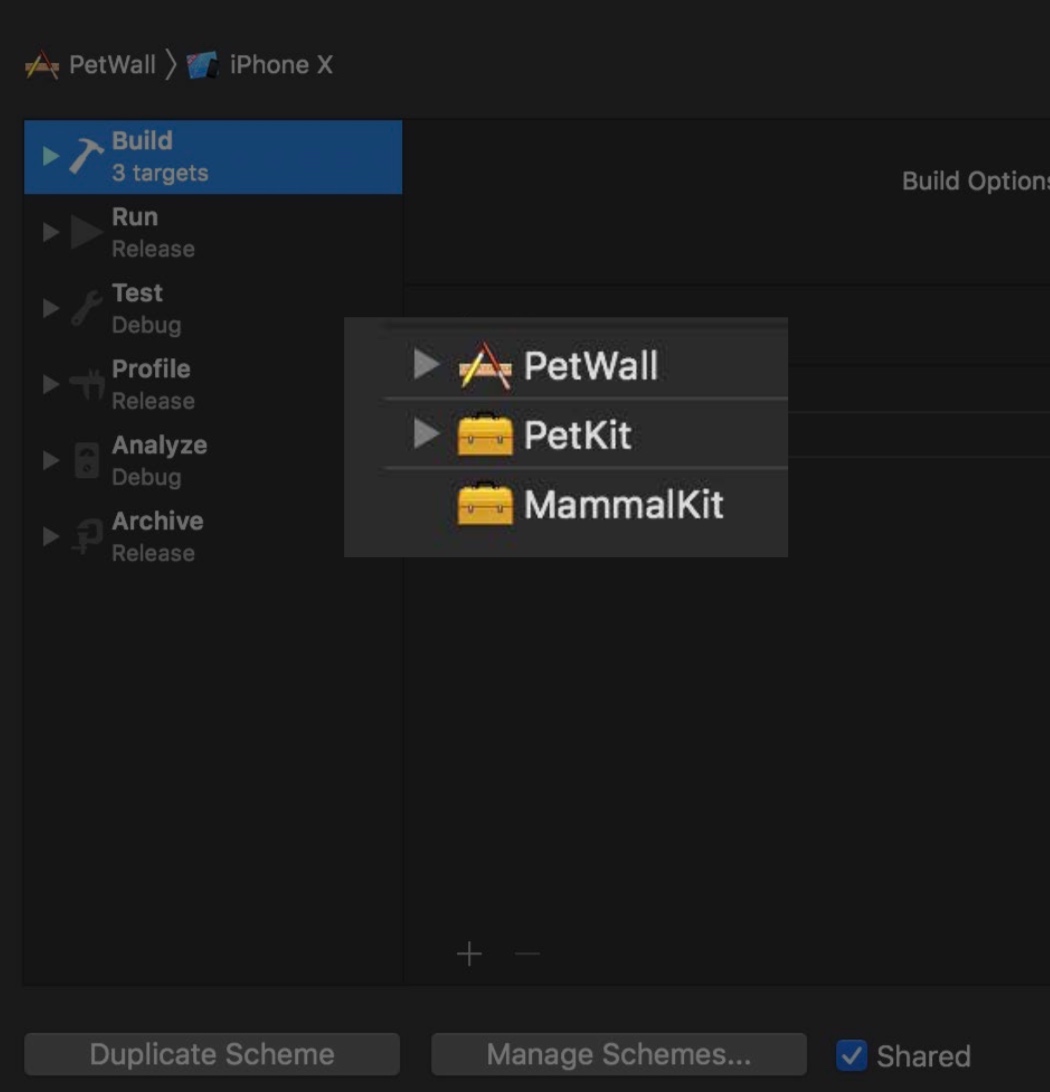 PetWall 〉 iPhone X
Build
3 targets
Build Options
Run
Release
Test
Debug
Profile
Release
Analyze
Debug
Archive
Release
PetWall
PetKit
MammalKit
Duplicate Scheme
Manage Schemes...
Shared